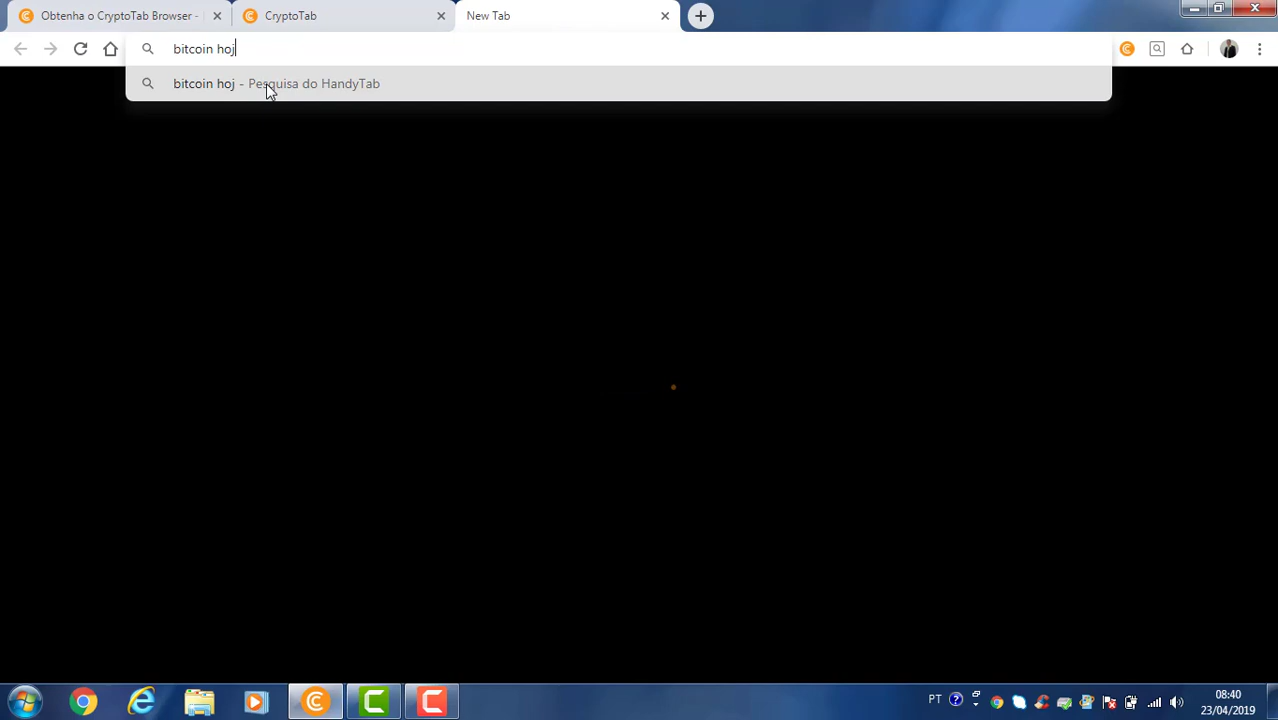 Obtenha o CryptoTab Browser -
CryptoTab
New Tab
bitcoin hoj
bitcoin hoj - Pesquisa do HandyTab
PT
08:40
23/04/2019